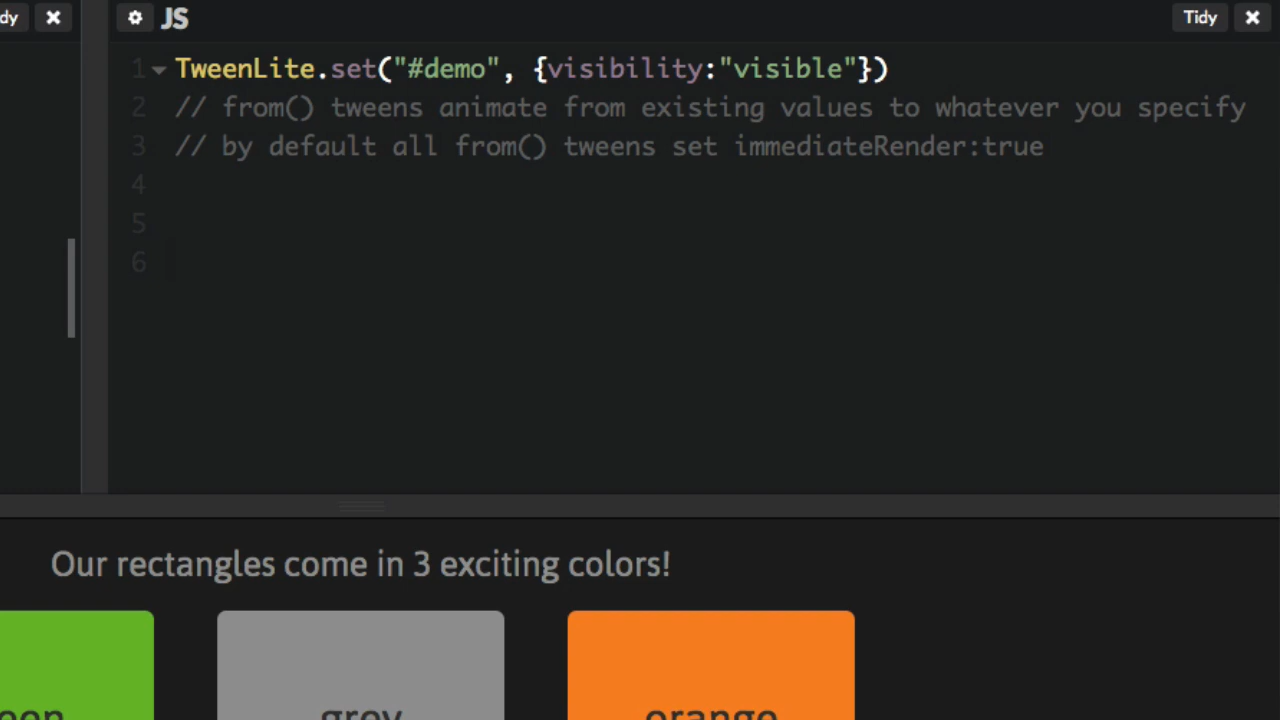 dy
JS
Tidy
1 TweenLite.set("#demo", {visibility:"visible"})
2 // from() tweens animate from existing values to whatever you specify
3 // by default all from() tweens set immediateRender:true
4
5
6
Our rectangles come in 3 exciting colors!
een grey orange